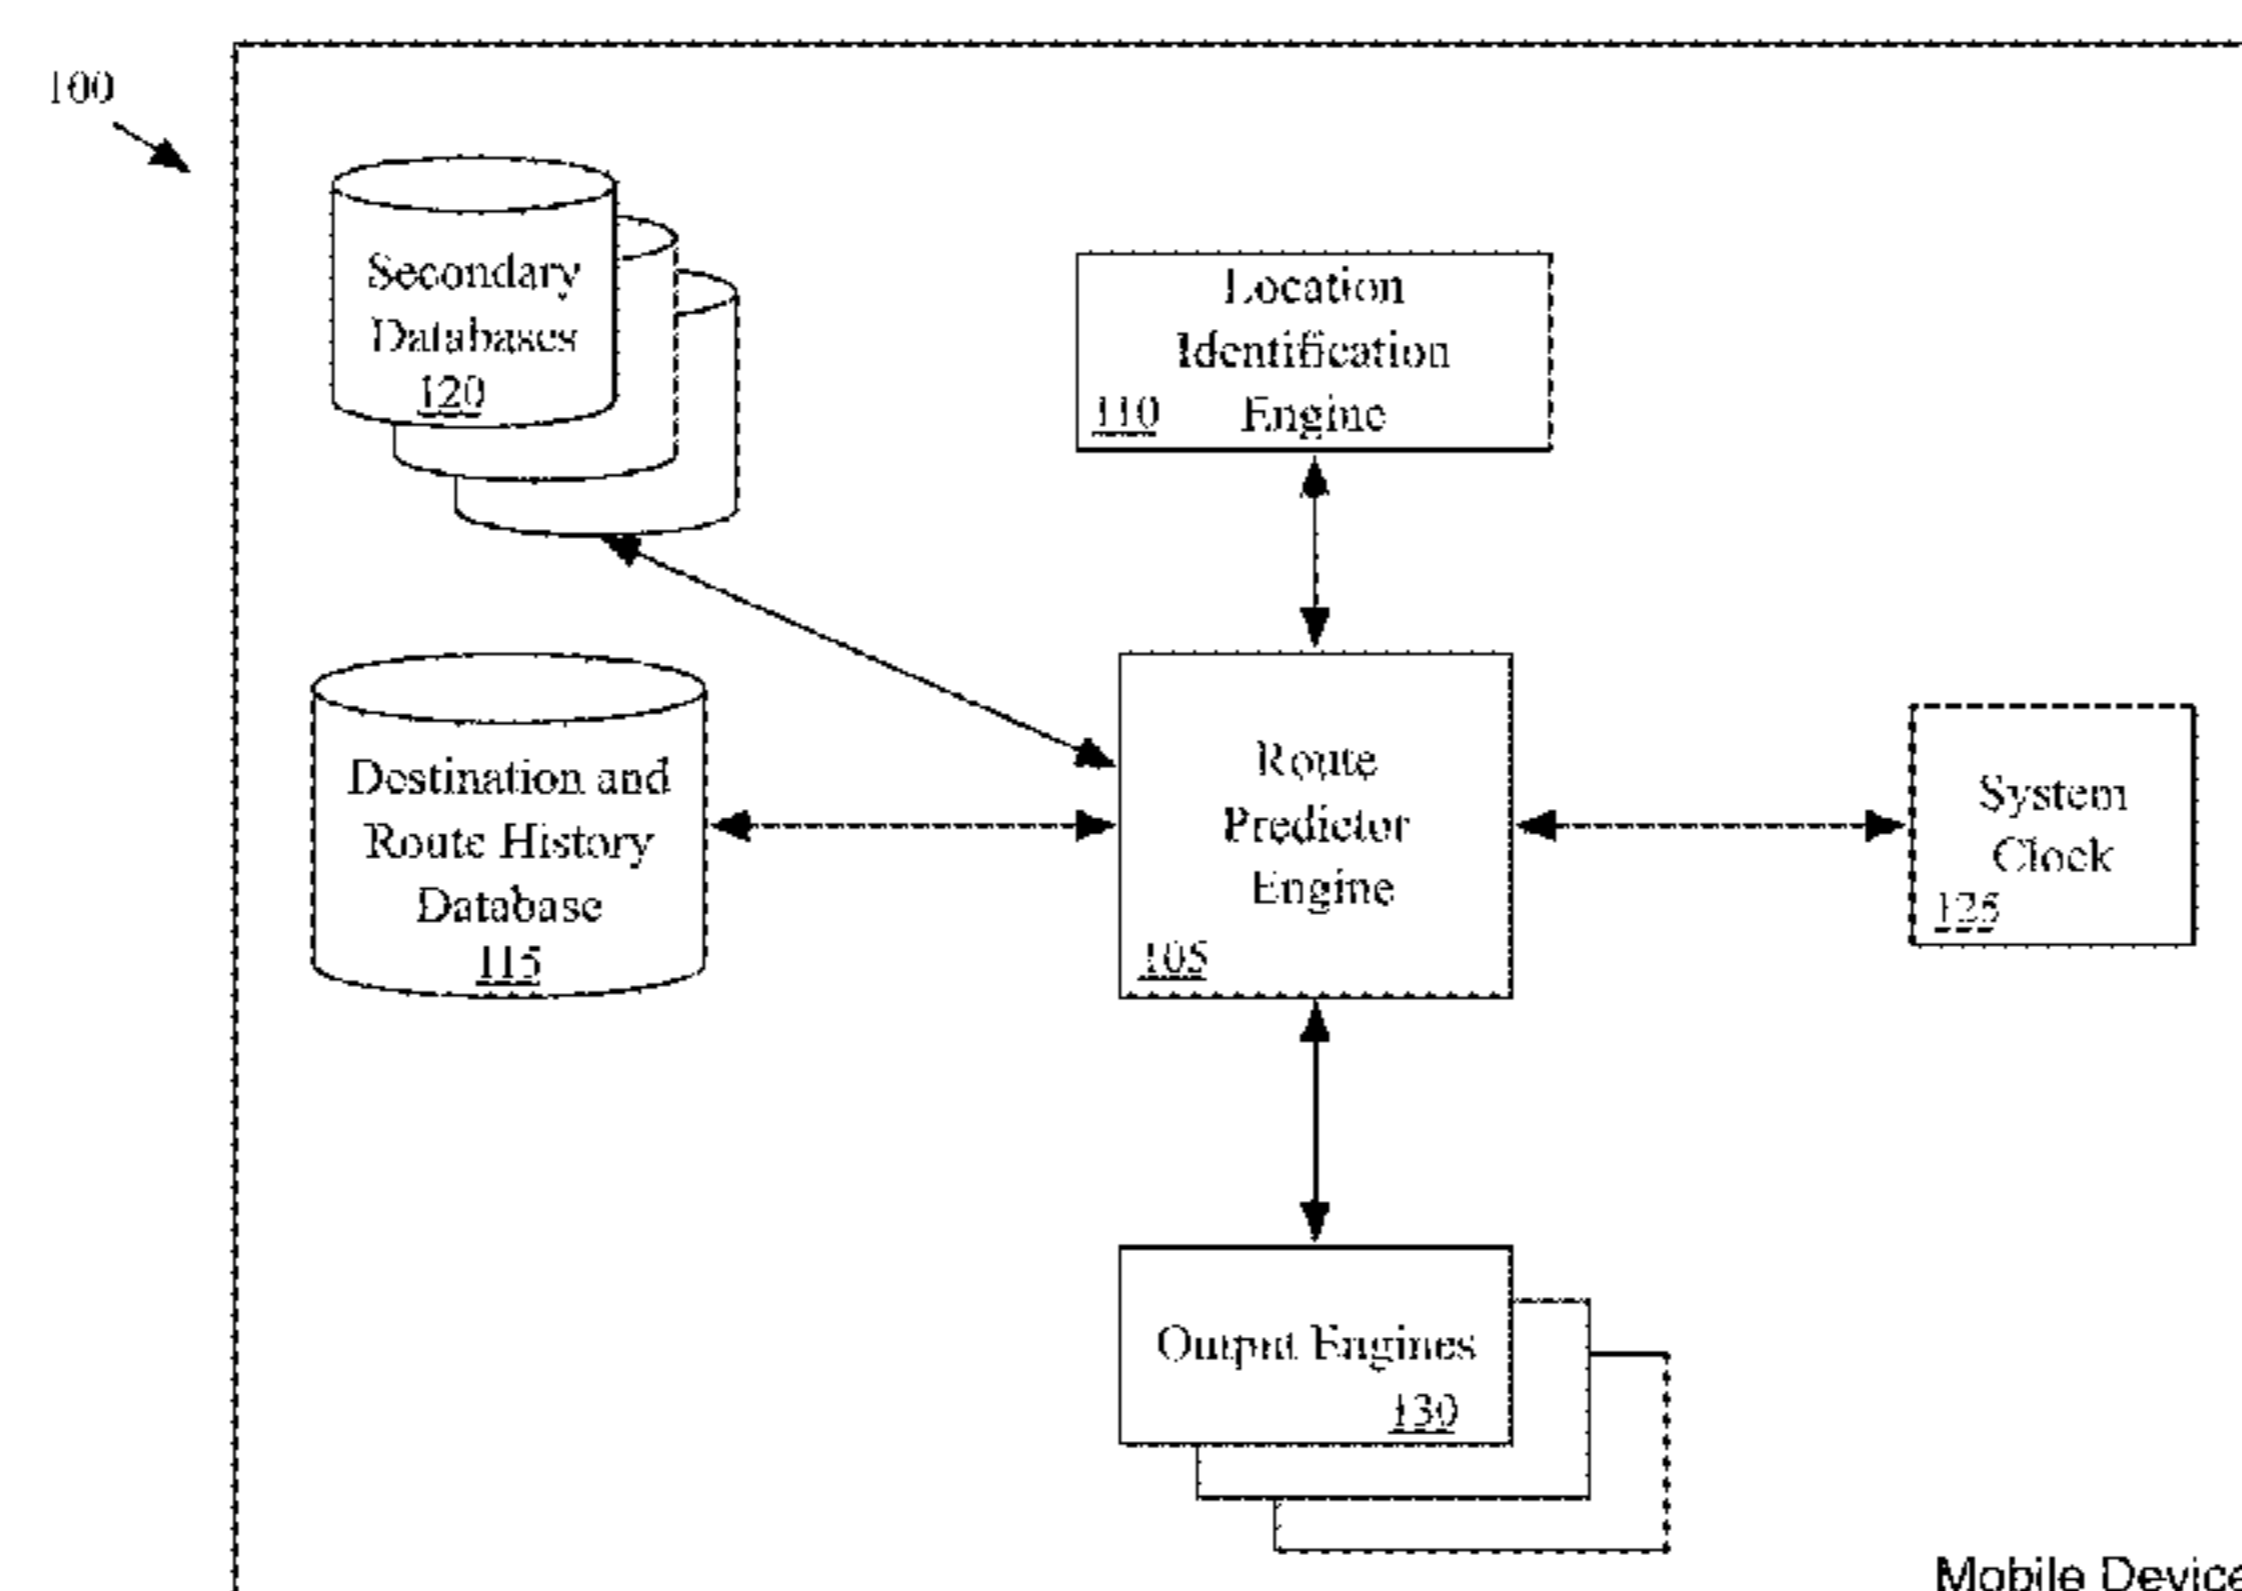 100
Secondary
Databases
120
Location
Identification
Engine
110
Destination and
Route History
Database
115
Route
Predictor
Engine
105
System
Clock
125
Output Engines
130
Mobile Device